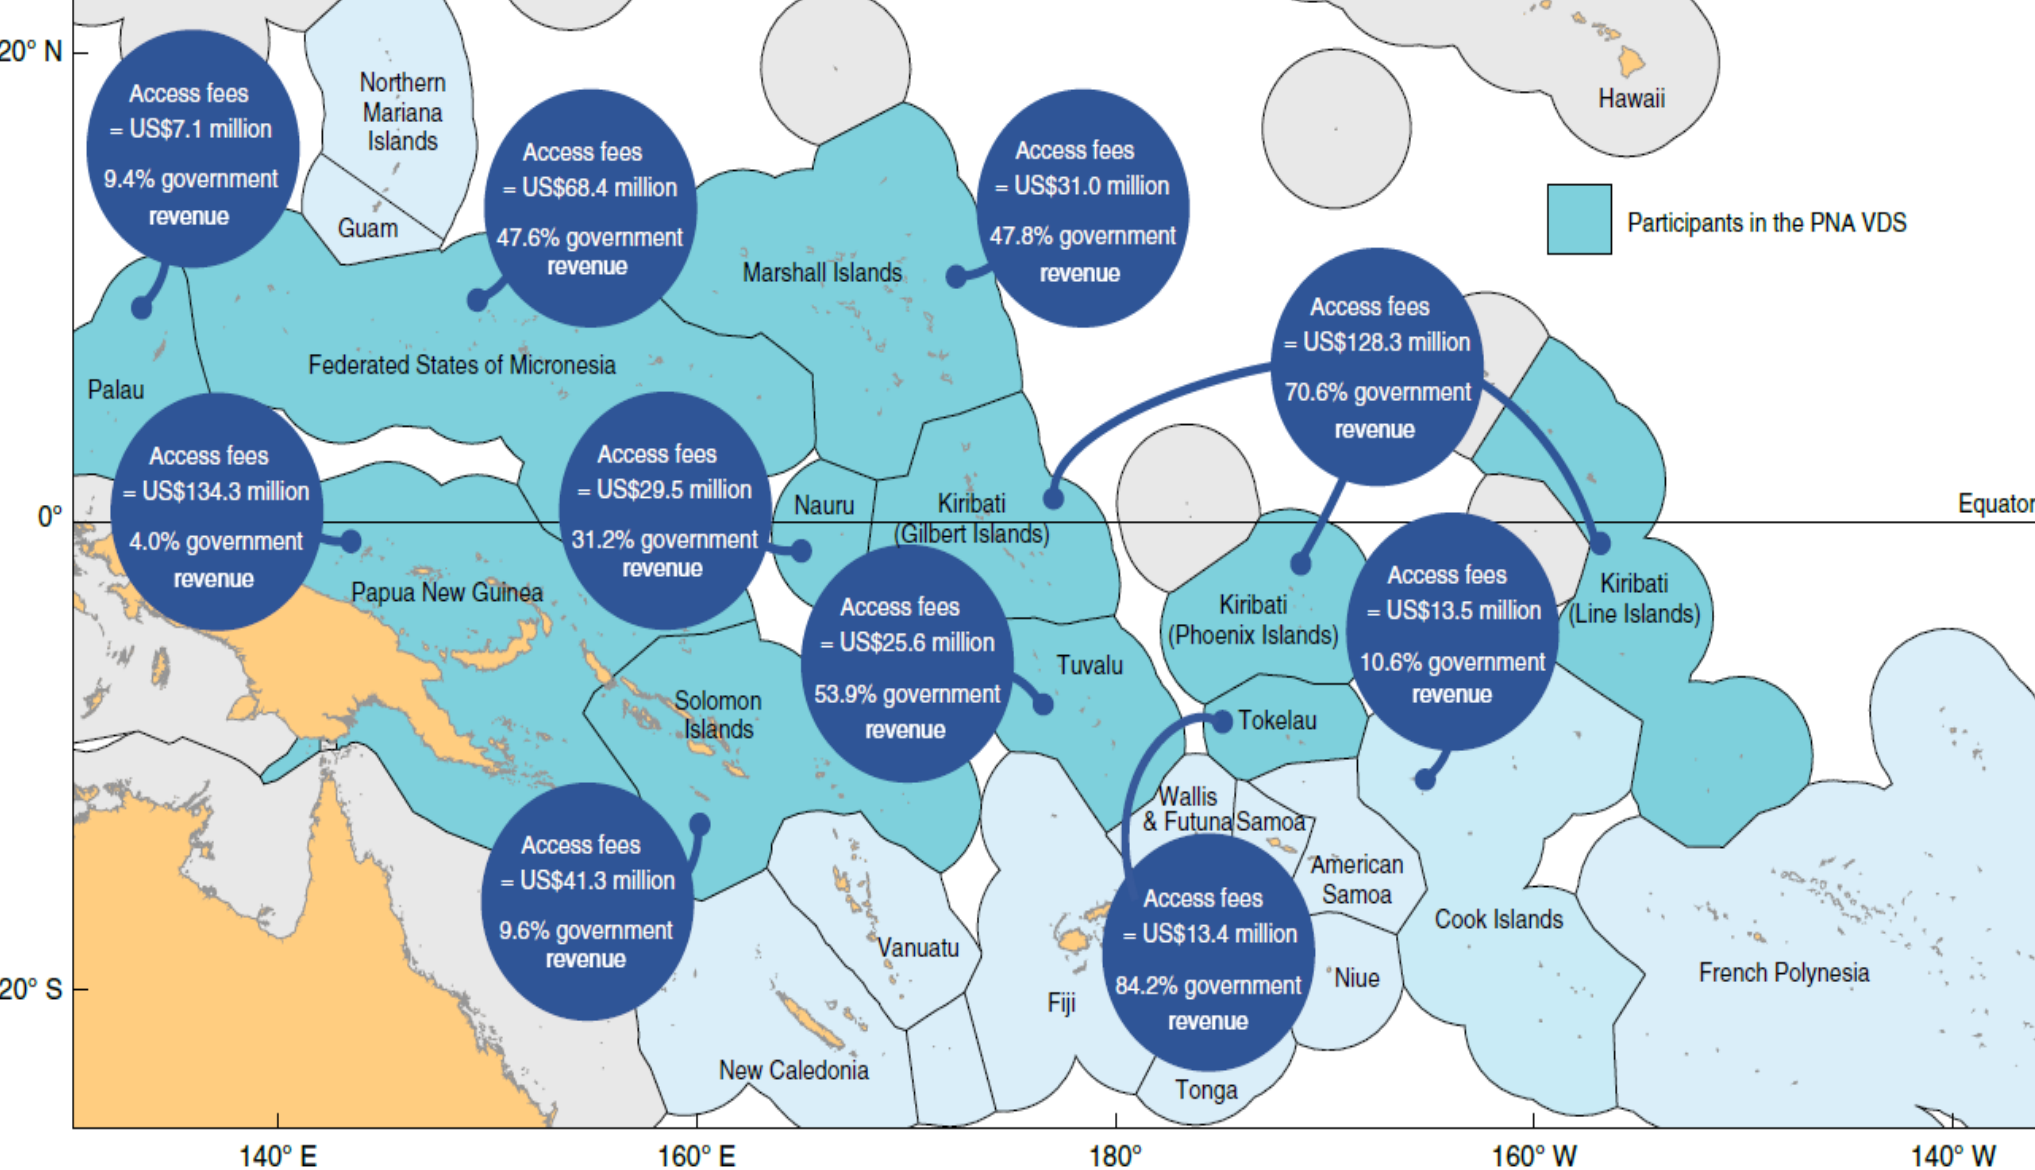 20° N
Access fees
= US$7.1 million
9.4% government
revenue
Northern
Mariana
Islands
Guam
Access fees
= US$68.4 million
47.6% government
revenue
Access fees
= US$31.0 million
47.8% government
revenue
Hawaii
Participants in the PNA VDS
Marshall Islands
Federated States of Micronesia
Palau
Access fees
= US$128.3 million
70.6% government
revenue
Access fees
= US$134.3 million
4.0% government
revenue
Access fees
= US$29.5 million
31.2% government
revenue
Nauru
Kiribati
(Gilbert Islands)
0°
Equator
Papua New Guinea
Access fees
= US$25.6 million
53.9% government
revenue
Kiribati
(Phoenix Islands)
Access fees
= US$13.5 million
10.6% government
revenue
Kiribati
(Line Islands)
Tuvalu
Solomon
Islands
Tokelau
Wallis
& Futuna
Samoa
American
Samoa
Access fees
= US$41.3 million
9.6% government
revenue
Access fees
= US$13.4 million
84.2% government
revenue
Vanuatu
Cook Islands
French Polynesia
Niue
Fiji
20° S
New Caledonia
Tonga
140° E
160° E
180°
160° W
140° W